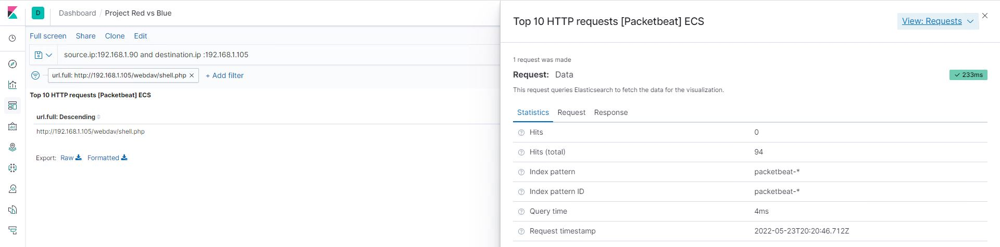 D Dashboard / Project Red vs Blue
Full screen Share Clone Edit
source.ip:192.168.1.90 and destination.ip :192.168.1.105
url.full: http://192.168.1.105/webdav/shell.php × + Add filter
Top 10 HTTP requests [Packetbeat] ECS
url.full: Descending
http://192.168.1.105/webdav/shell.php
Export: Raw Formatted
Top 10 HTTP requests [Packetbeat] ECS
View: Requests
1 request was made
Request: Data
233ms
This request queries Elasticsearch to fetch the data for the visualization.
Statistics Request Response
Hits 0
Hits (total) 94
Index pattern packetbeat-*
Index pattern ID packetbeat-*
Query time 4ms
Request timestamp 2022-05-23T20:20:46.712Z